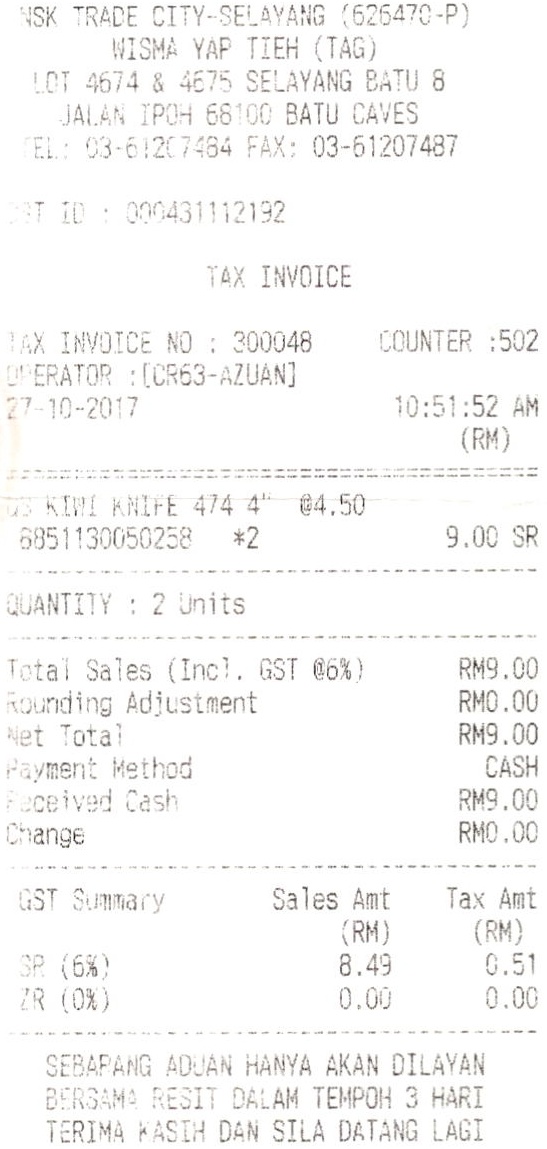 NSK TRADE CITY-SELAYANG (626470-P)
WISMA YAP TIEH (TAG)
LOT 4674 & 4675 SELAYANG BATU 8
JALAN IPOH 68100 BATU CAVES
TEL: 03-61207484 FAX: 03-61207487
GST ID : 000431112192
TAX INVOICE
TAX INVOICE NO : 300048 COUNTER :502
OPERATOR :[CR63-AZUAN]
27-10-2017 10:51:52 AM
(RM)
KIWI KNIFE 474 4" @4.50
8851130050258 *2 9.00 SR
QUANTITY : 2 Units
Total Sales (Incl. GST @6%) RM9.00
Rounding Adjustment RM0.00
Net Total RM9.00
Payment Method CASH
Received Cash RM9.00
Change RM0.00
GST Summary Sales Amt Tax Amt
(RM) (RM)
SR (6%) 8.49 0.51
ZR (0%) 0.00 0.00
SEBARANG ADUAN HANYA AKAN DILAYAN
BERSAMA RESIT DALAM TEMPOH 3 HARI
TERIMA KASIH DAN SILA DATANG LAGI